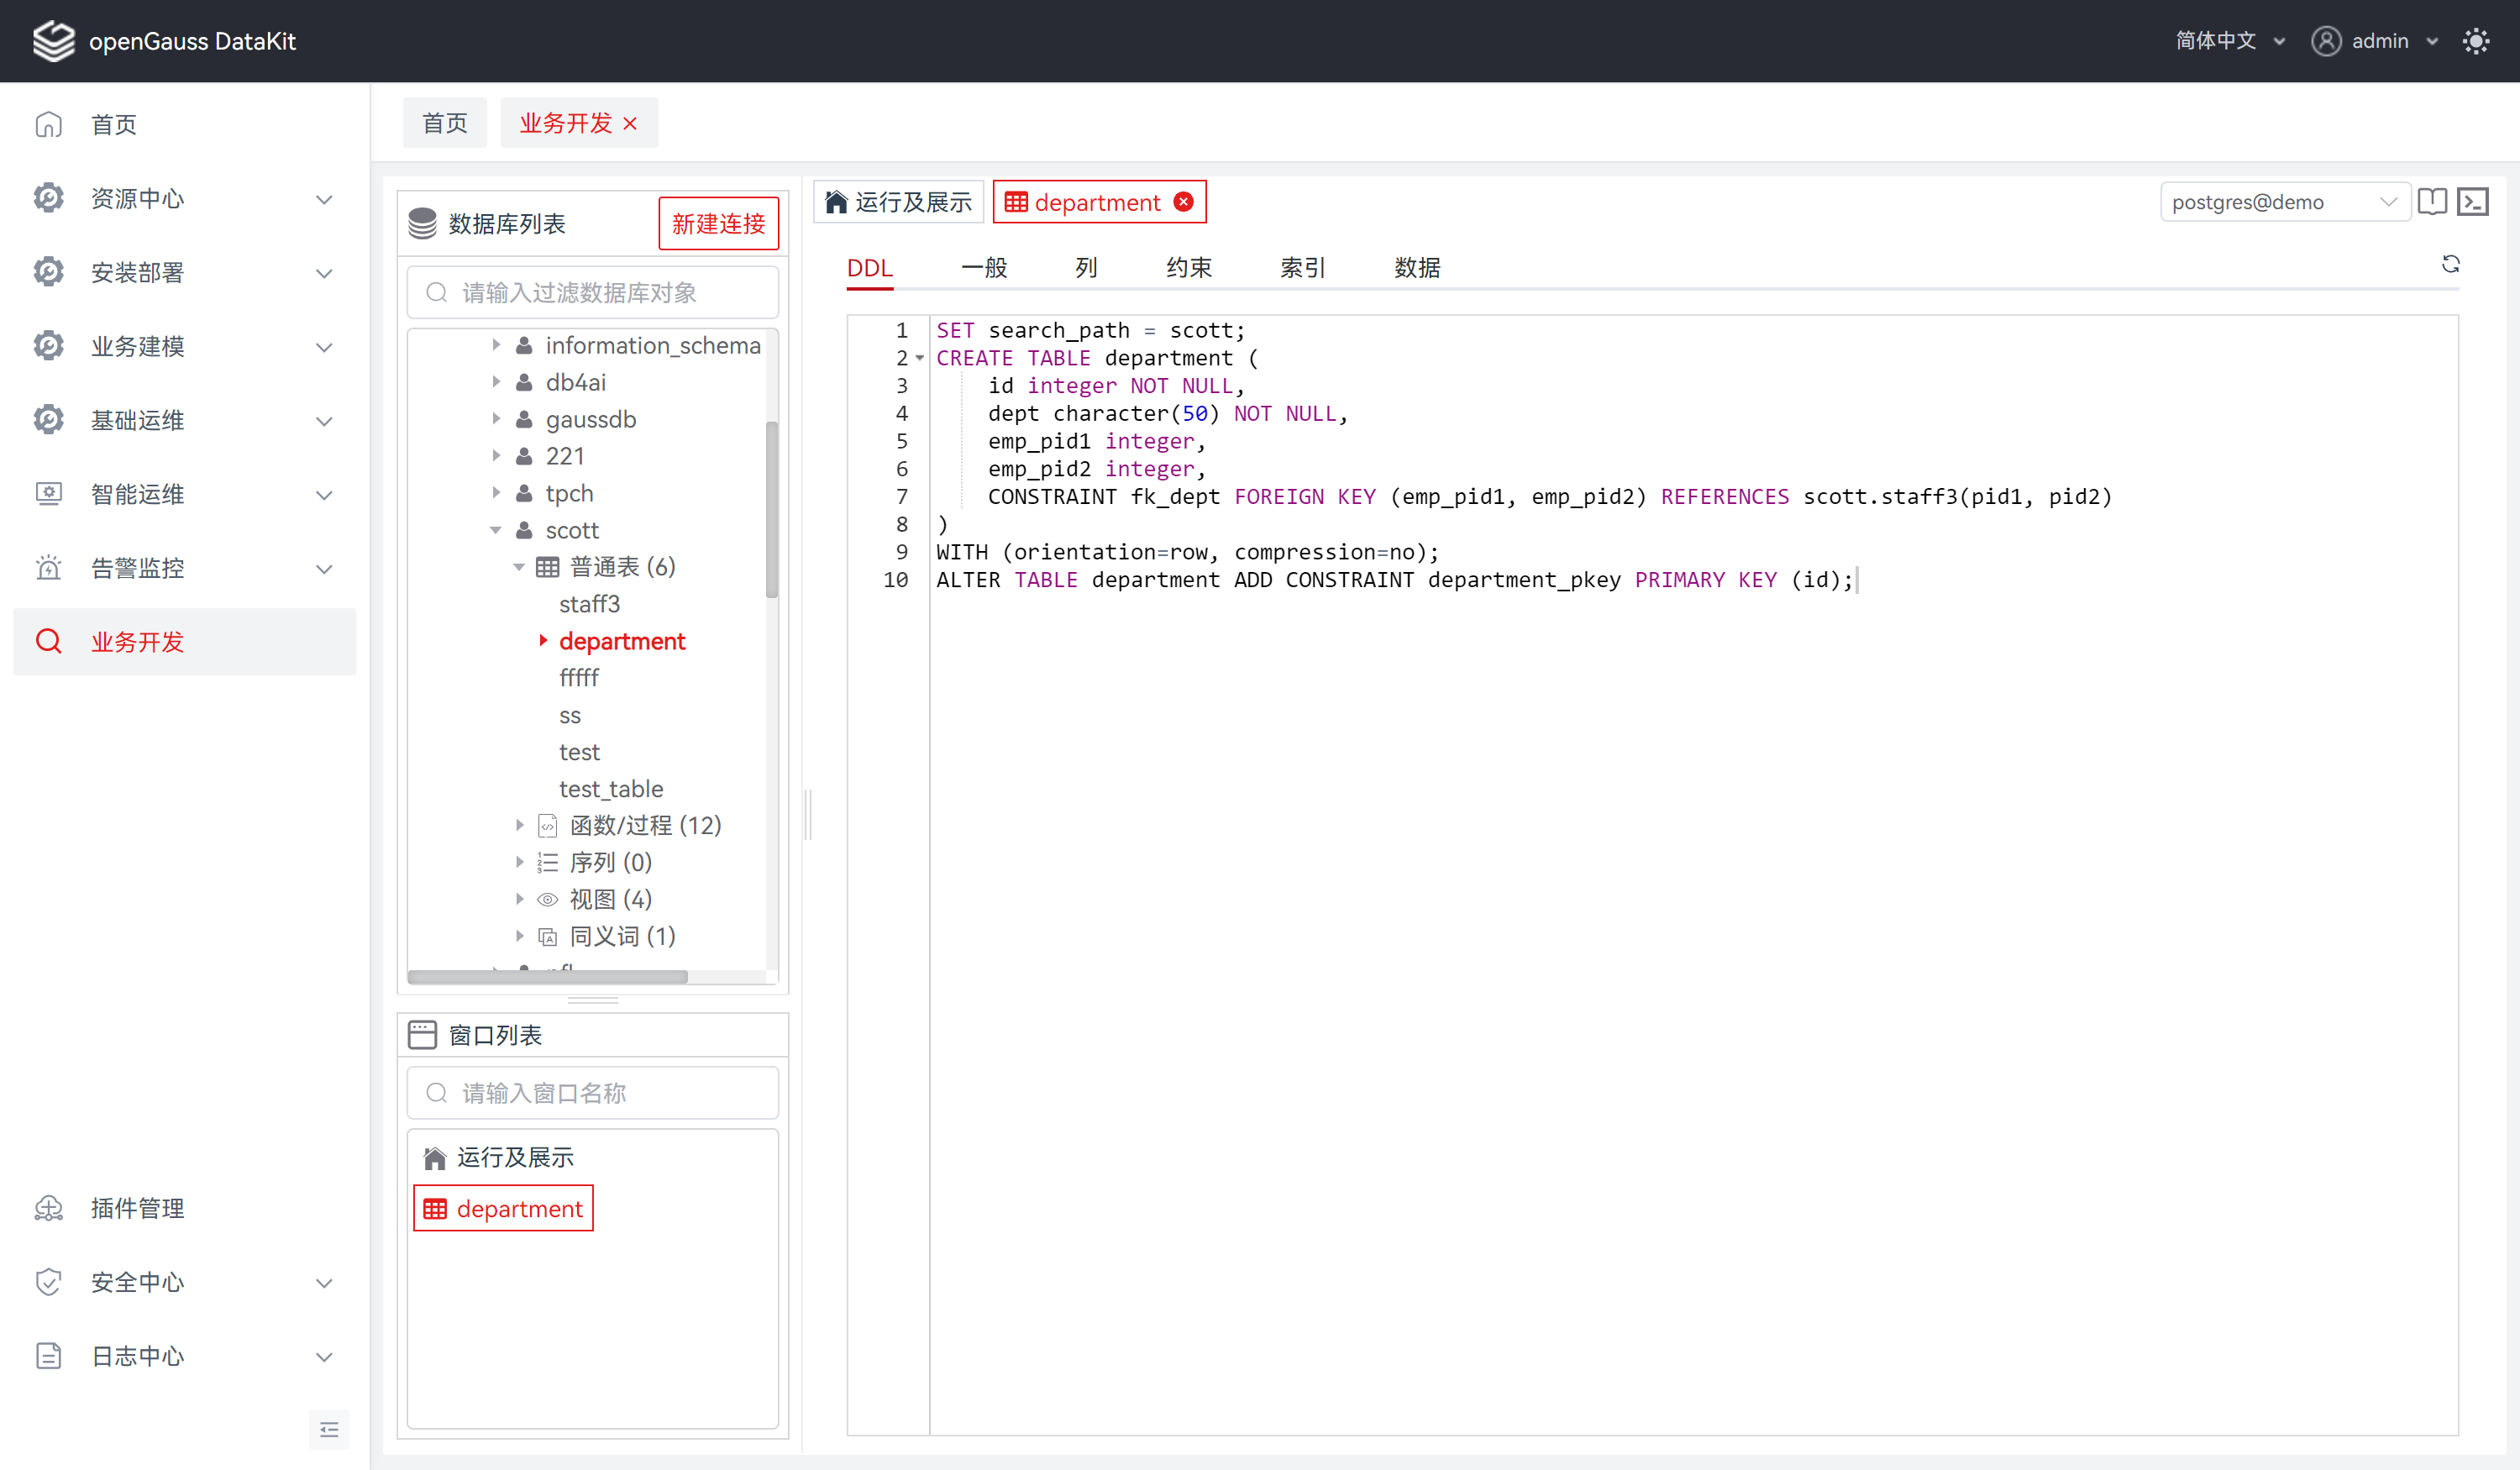 openGauss DataKit
简体中文
admin
首页
资源中心
安装部署
业务建模
基础运维
智能运维
告警监控
业务开发
插件管理
安全中心
日志中心
首页
业务开发
数据库列表
新建连接
请输入过滤数据库对象
information_schema
db4ai
gaussdb
221
tpch
scott
普通表 (6)
staff3
department
fffff
ss
test
test_table
函数/过程 (12)
序列 (0)
视图 (4)
同义词 (1)
窗口列表
请输入窗口名称
运行及展示
department
运行及展示
department
postgres@demo
DDL
一般
列
约束
索引
数据
1 SET search_path = scott;
2 CREATE TABLE department (
3 id integer NOT NULL,
4 dept character(50) NOT NULL,
5 emp_pid1 integer,
6 emp_pid2 integer,
7 CONSTRAINT fk_dept FOREIGN KEY (emp_pid1, emp_pid2) REFERENCES scott.staff3(pid1, pid2)
8 )
9 WITH (orientation=row, compression=no);
10 ALTER TABLE department ADD CONSTRAINT department_pkey PRIMARY KEY (id);